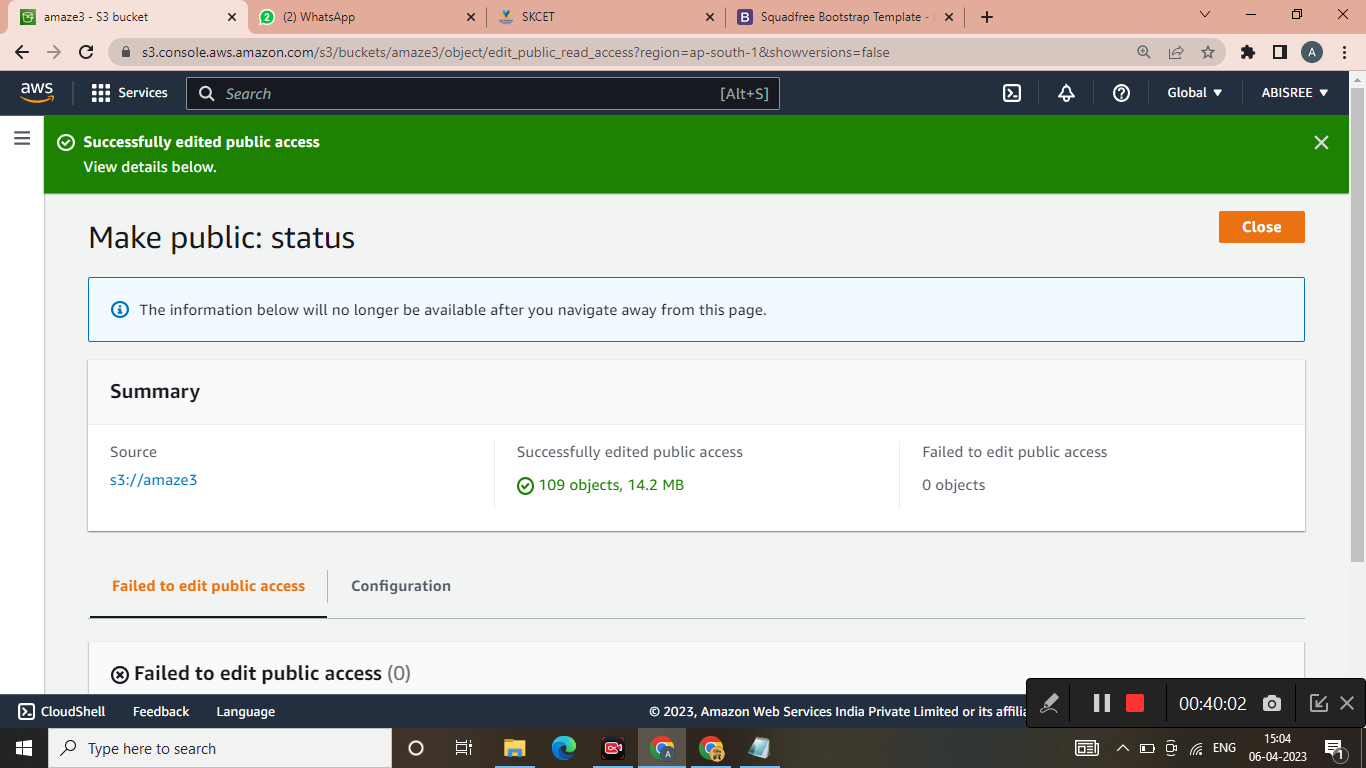 amaze3 - S3 bucket
(2) WhatsApp
SKCET
Squadfree Bootstrap Template -
s3.console.aws.amazon.com/s3/buckets/amaze3/object/edit_public_read_access?region=ap-south-1&showversions=false
A
aws
Services
Search
[Alt+S]
Global
ABISREE
Successfully edited public access
View details below.
Make public: status
Close
The information below will no longer be available after you navigate away from this page.
Summary
Source
Successfully edited public access
Failed to edit public access
s3://amaze3
109 objects, 14.2 MB
0 objects
Failed to edit public access
Configuration
Failed to edit public access (0)
CloudShell
Feedback
Language
© 2023, Amazon Web Services India Private Limited or its affilia
00:40:02
Type here to search
ENG
15:04
06-04-2023
1